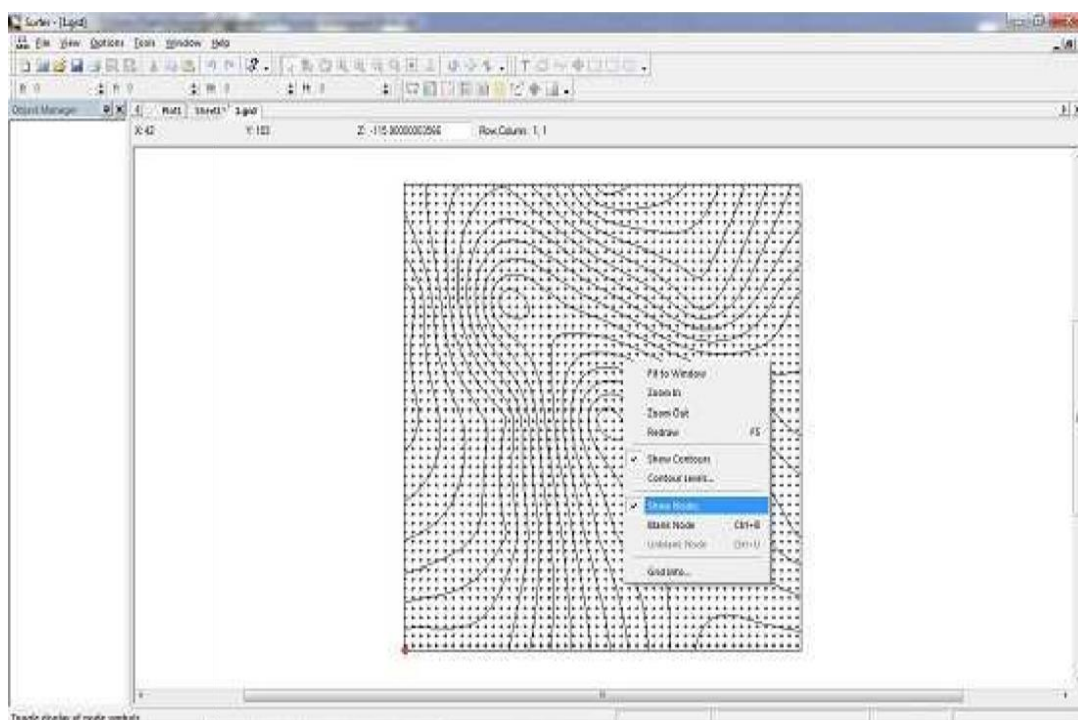 Surfer - [1.grd]
File View Options Tools Window Help
Object Manager Plot1 Sheet1* 1.grd
X: 42 Y: 103 Z: -115.00000003566 Row,Column: 1, 1
Fit to Window
Zoom In
Zoom Out
Redraw F5
Show Contours
Contour Levels...
Show Nodes
Blank Node Ctrl+B
Unblank Node Ctrl+U
Grid Info...
Toggle display of node symbols